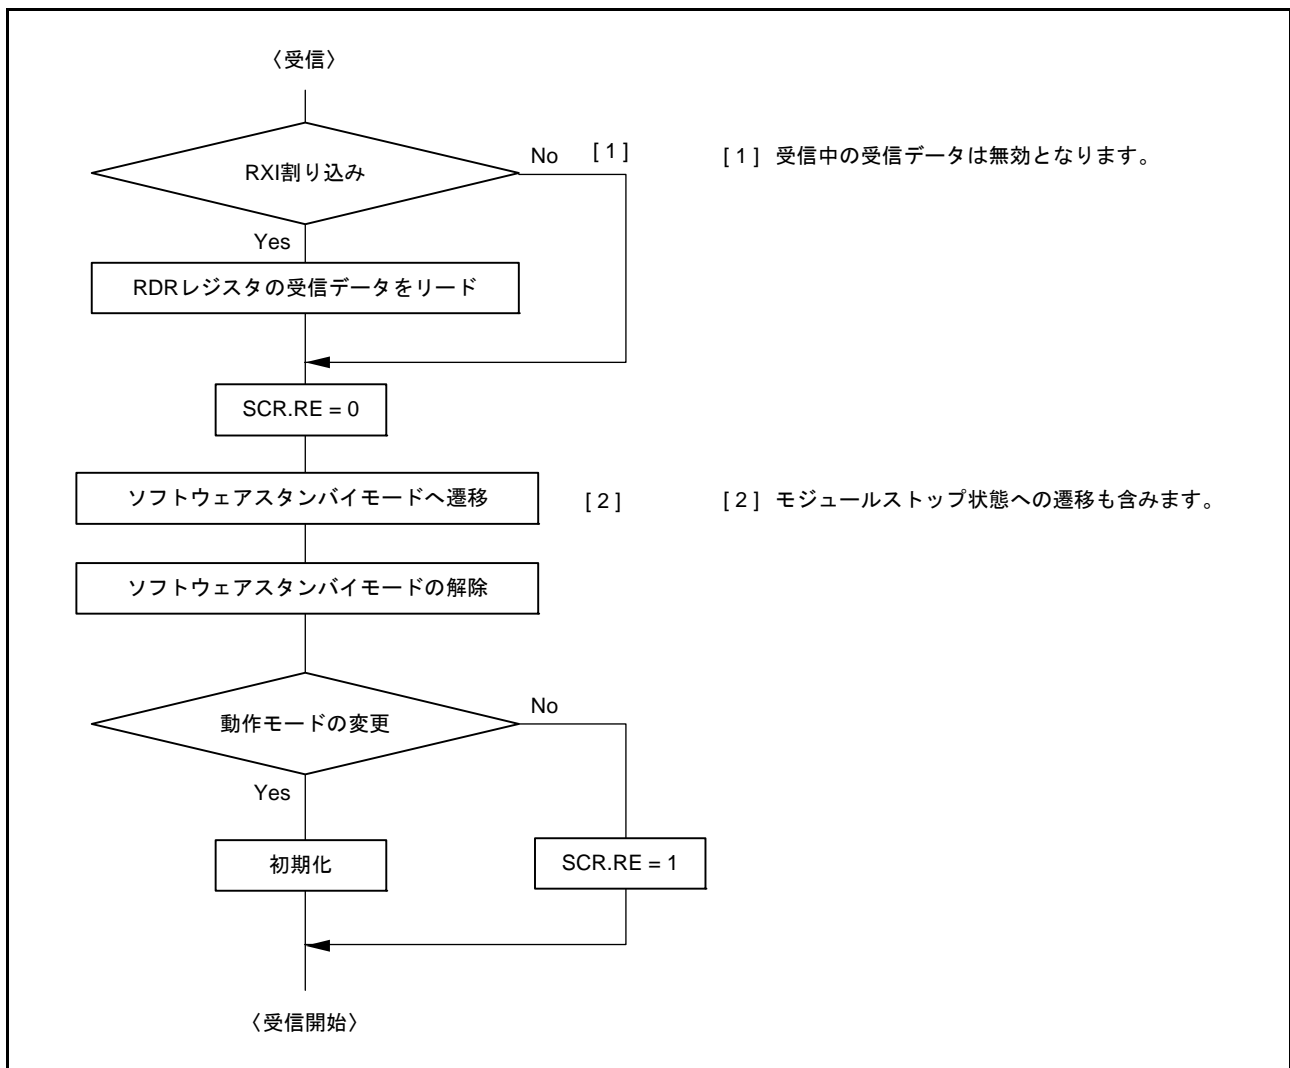 〈受信〉
RXI割り込み
No [1]
[1] 受信中の受信データは無効となります。
Yes
RDRレジスタの受信データをリード
SCR.RE = 0
ソフトウェアスタンバイモードへ遷移
[2]
[2] モジュールストップ状態への遷移も含みます。
ソフトウェアスタンバイモードの解除
動作モードの変更
No
Yes
初期化
SCR.RE = 1
〈受信開始〉